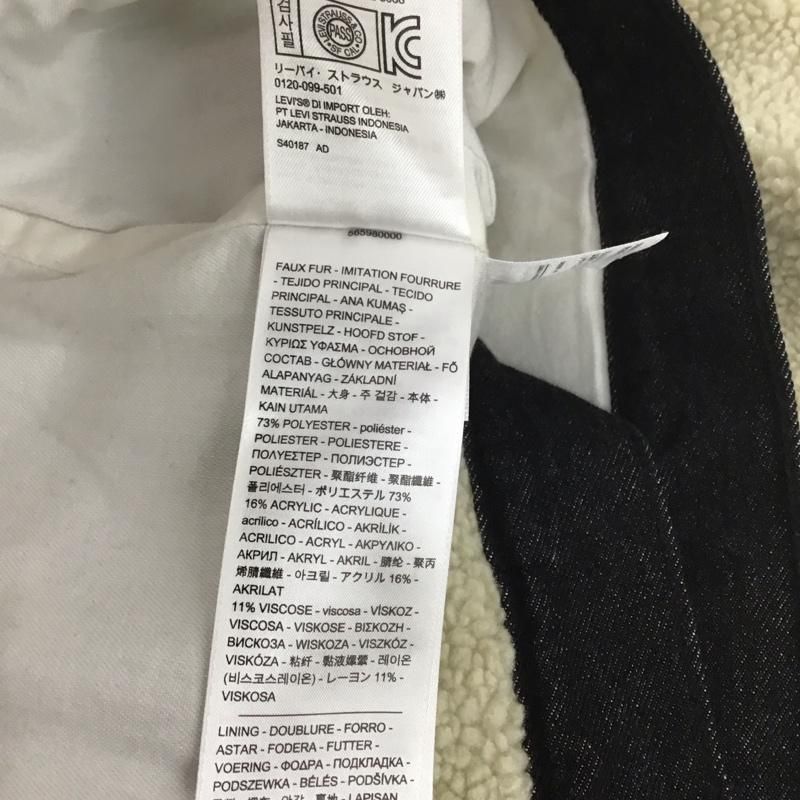 검사필
LEVI STRAUSS & CO
PASS
SF CAL
リーバイ・ストラウス ジャパン㈱
0120-099-501
LEVI'S® DI IMPORT OLEH:
PT LEVI STRAUSS INDONESIA
JAKARTA - INDONESIA
S40187 AD
565980000
FAUX FUR - IMITATION FOURRURE
- TEJIDO PRINCIPAL - TECIDO
PRINCIPAL - ANA KUMAŞ -
TESSUTO PRINCIPALE -
KUNSTPELZ - HOOFD STOF -
ΚΥΡΙΩΣ ΥΦΑΣΜΑ - ОСНОВНОЙ
СОСТАВ - GŁÓWNY MATERIAŁ - FŐ
ALAPANYAG - ZÁKLADNÍ
MATERIÁL - 大身 - 주 겉감 - 本体 -
KAIN UTAMA
73% POLYESTER - poliéster -
POLIESTER - POLIESTERE -
ΠΟΛΥΕΣΤΕΡ - ПОЛИЭСТЕР -
POLIÉSZTER - 聚酯纤维 - 聚酯纖維 -
폴리에스터 - ポリエステル 73%
16% ACRYLIC - ACRYLIQUE -
acrílico - ACRÍLICO - AKRİLİK -
ACRILICO - ACRYL - ΑΚΡΥΛΙΚΟ -
АКРИЛ - AKRYL - AKRIL - 腈纶 - 聚丙
烯腈纖維 - 아크릴 - アクリル 16% -
AKRILAT
11% VISCOSE - viscosa - VİSKOZ -
VISCOSA - VISKOSE - ΒΙΣΚΟΖΗ -
ВИСКОЗА - WISKOZA - VISZKÓZ -
VISKÓZA - 粘纤 - 黏液嫘縈 - 레이온
(비스코스레이온) - レーヨン 11% -
VISKOSA
LINING - DOUBLURE - FORRO -
ASTAR - FODERA - FUTTER -
VOERING - ΦΟΔΡΑ - ПОДКЛАДКА -
PODSZEWKA - BÉLÉS - PODŠÍVKA -
안감 - 裏地 - LAPISAN